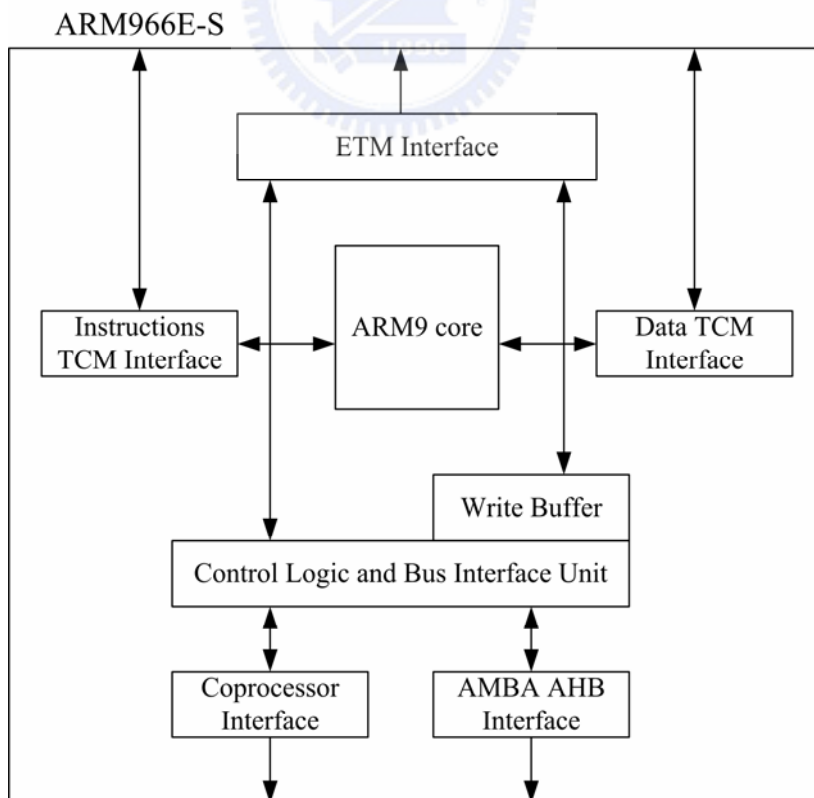 ARM966E-S
ETM Interface
Instructions
TCM Interface
ARM9 core
Data TCM
Interface
Write Buffer
Control Logic and Bus Interface Unit
Coprocessor
Interface
AMBA AHB
Interface